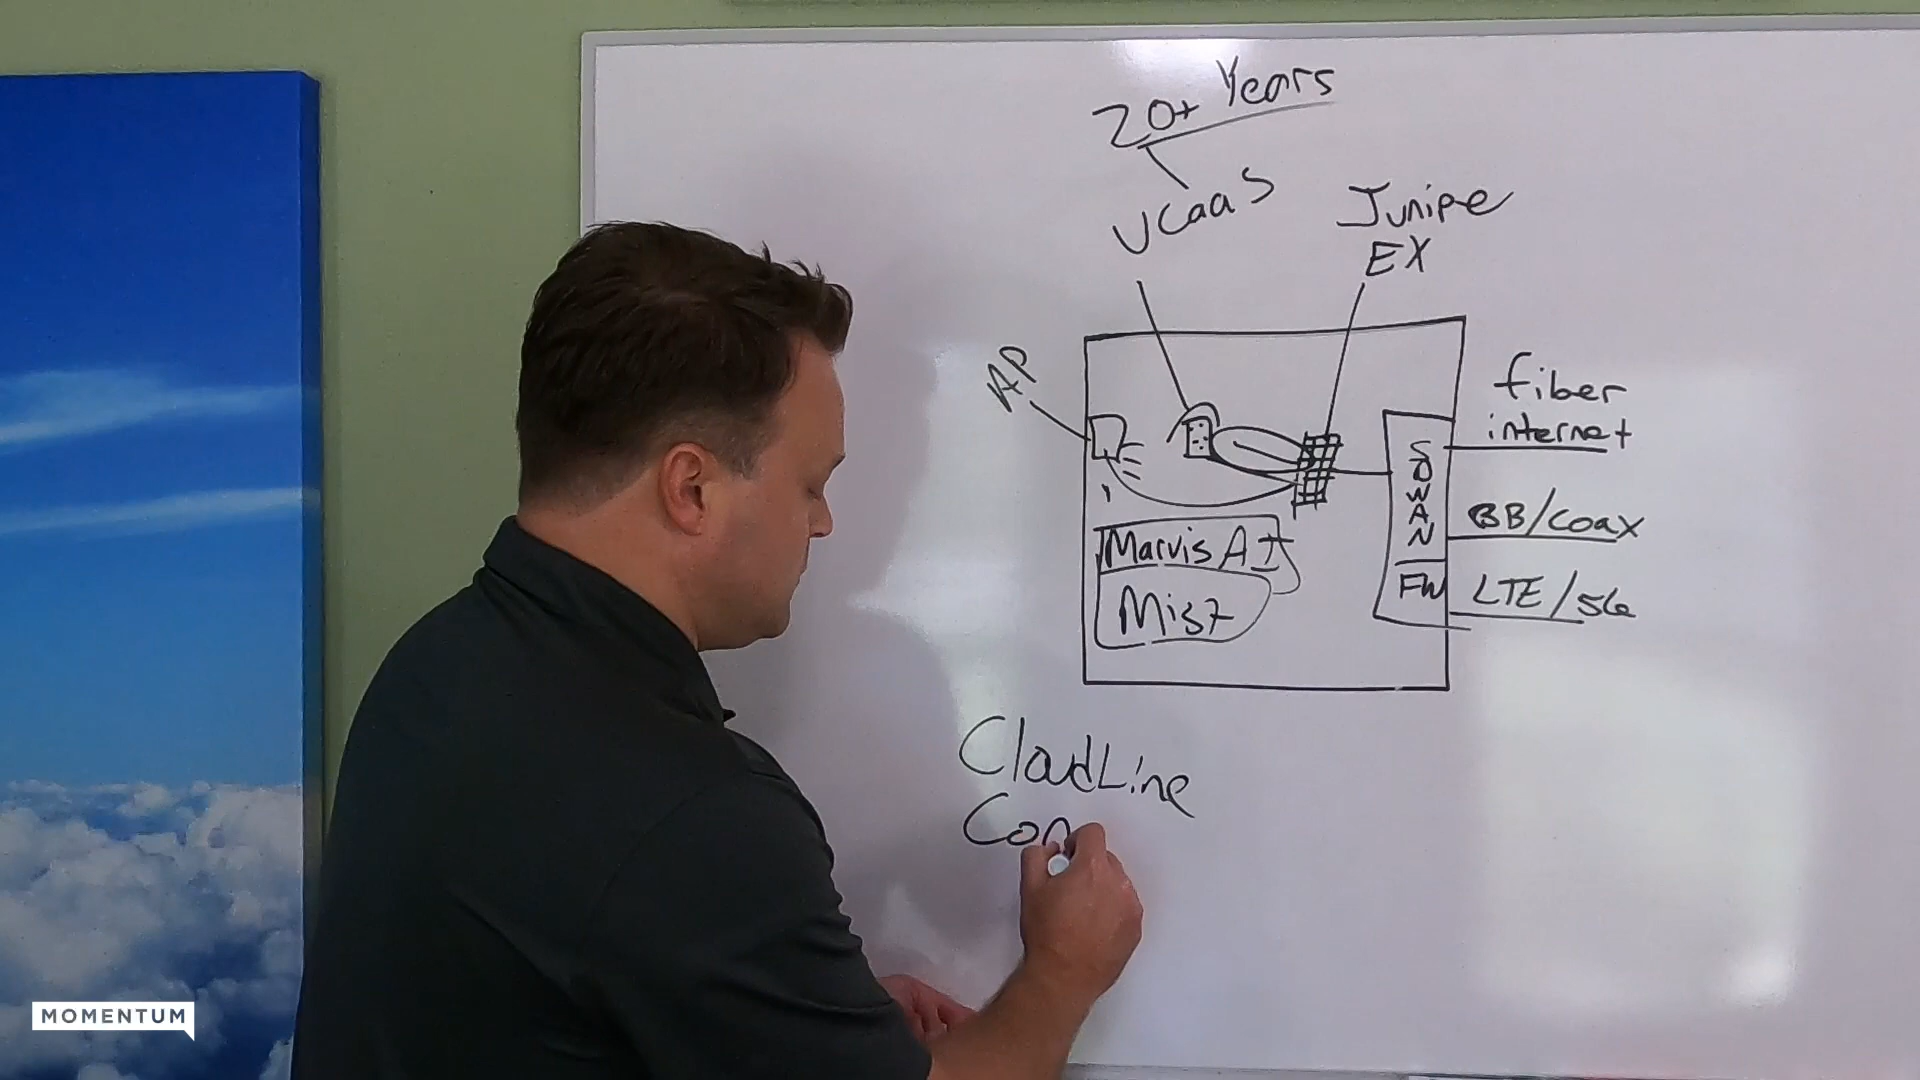 20+ Years
UCaaS
Junipe
EX
AP
fiber
internet
SDWAN
BB/Coax
FW
LTE/5G
Marvis AI
Mist
CloudLine
Con
MOMENTUM